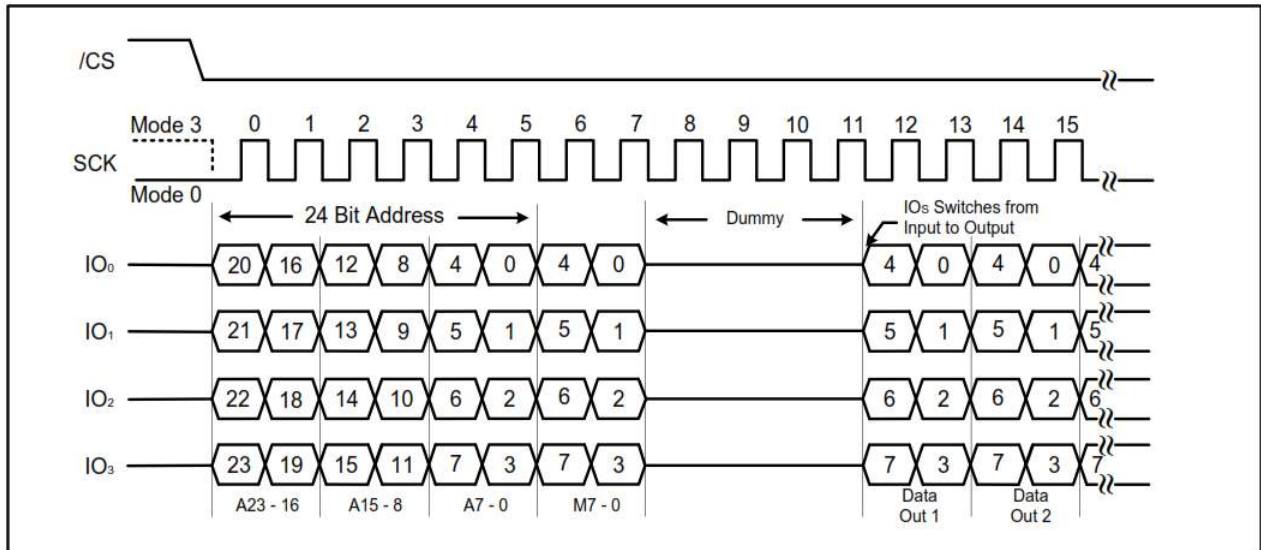 /CS
Mode 3 0 1 2 3 4 5 6 7 8 9 10 11 12 13 14 15
SCK
Mode 0
24 Bit Address Dummy IOs Switches from
Input to Output
IO₀ 20 16 12 8 4 0 4 0 4 0 4 0 4
IO₁ 21 17 13 9 5 1 5 1 5 1 5 1 5
IO₂ 22 18 14 10 6 2 6 2 6 2 6 2 6
IO₃ 23 19 15 11 7 3 7 3 7 3 7 3 7
A23 - 16 A15 - 8 A7 - 0 M7 - 0 Data Data
Out 1 Out 2